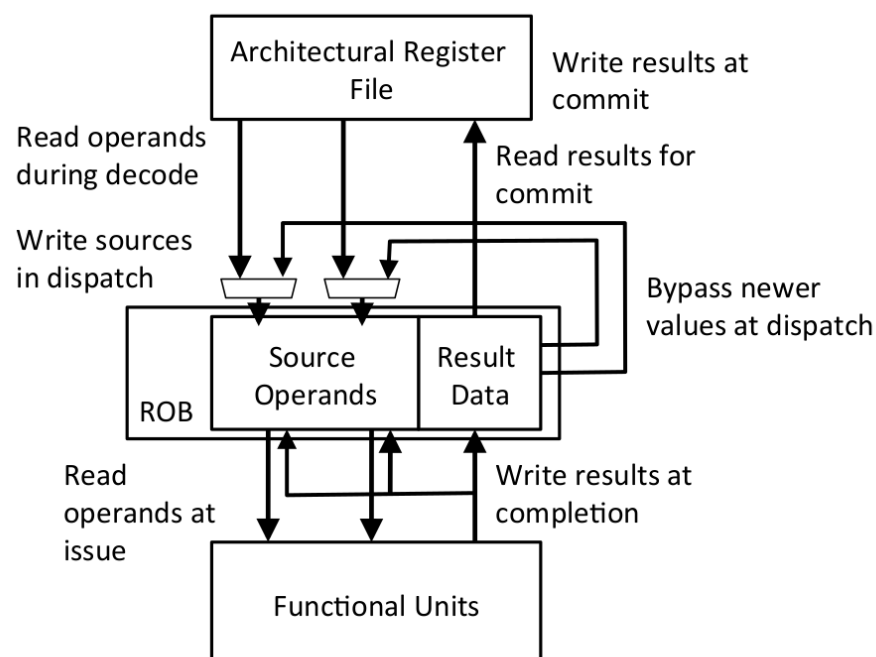 Architectural Register
File
Write results at
commit
Read operands
during decode
Read results for
commit
Write sources
in dispatch
Bypass newer
values at dispatch
Source
Operands
Result
Data
ROB
Read
operands at
issue
Write results at
completion
Functional Units